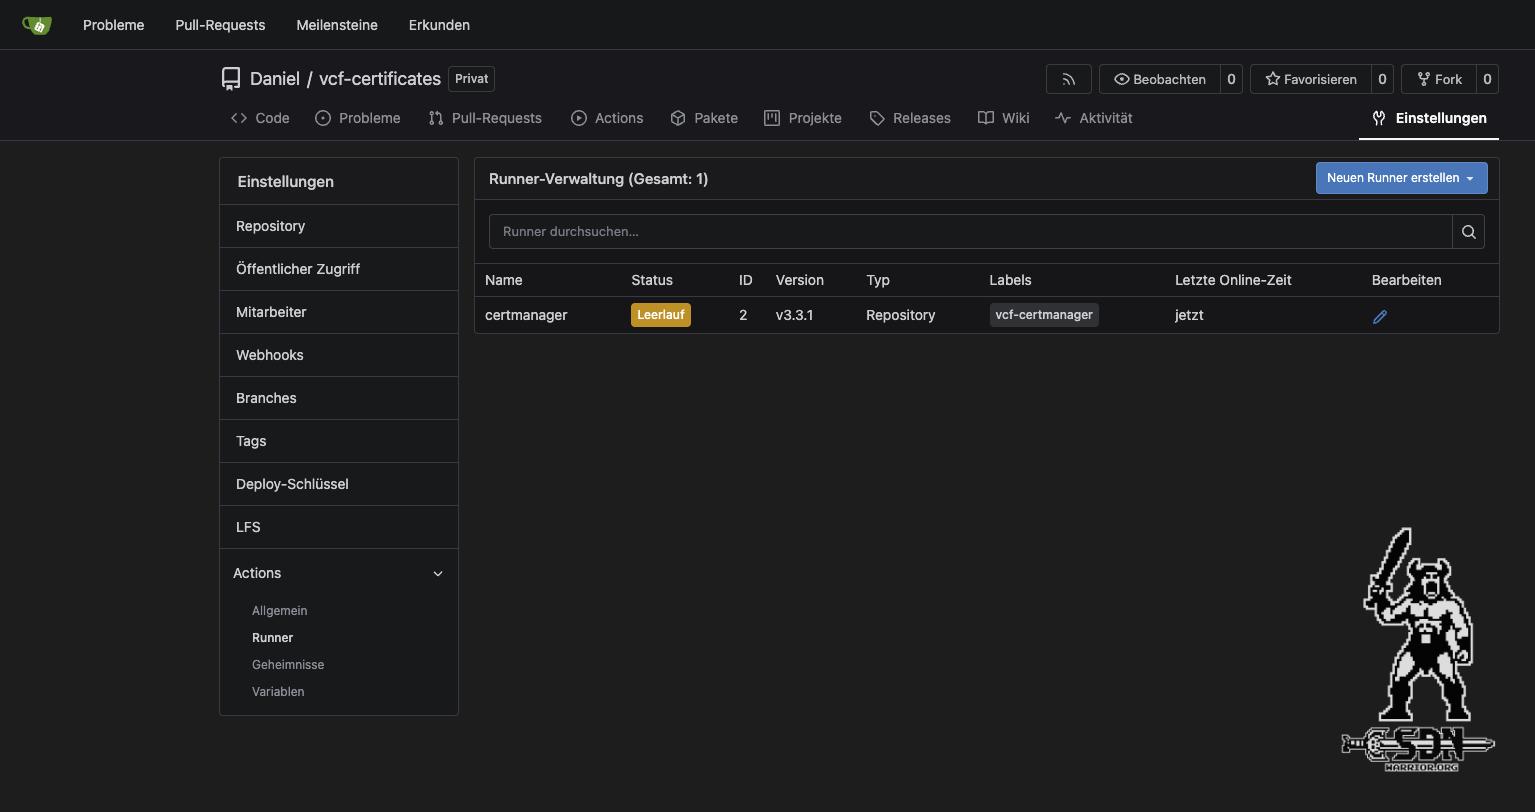 Probleme Pull-Requests Meilensteine Erkunden
Daniel / vcf-certificates Privat
Beobachten 0 Favorisieren 0 Fork 0
Code Probleme Pull-Requests Actions Pakete Projekte Releases Wiki Aktivität Einstellungen
Einstellungen
Repository
Öffentlicher Zugriff
Mitarbeiter
Webhooks
Branches
Tags
Deploy-Schlüssel
LFS
Actions
Allgemein
Runner
Geheimnisse
Variablen
Runner-Verwaltung (Gesamt: 1) Neuen Runner erstellen
Runner durchsuchen...
Name Status ID Version Typ Labels Letzte Online-Zeit Bearbeiten
certmanager Leerlauf 2 v3.3.1 Repository vcf-certmanager jetzt
SDN
WARRIOR.ORG